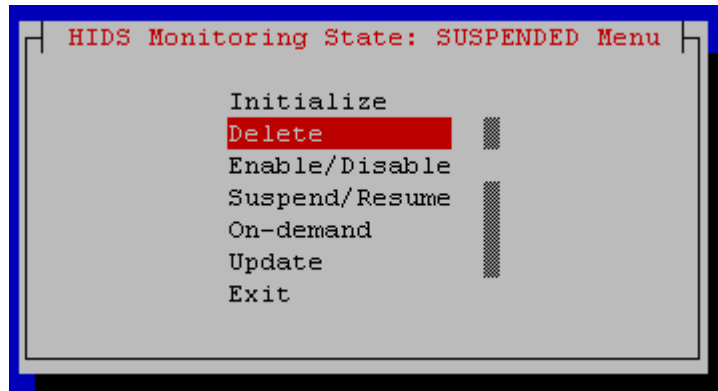 HIDS Monitoring State: SUSPENDED Menu
Initialize
Delete
Enable/Disable
Suspend/Resume
On-demand
Update
Exit